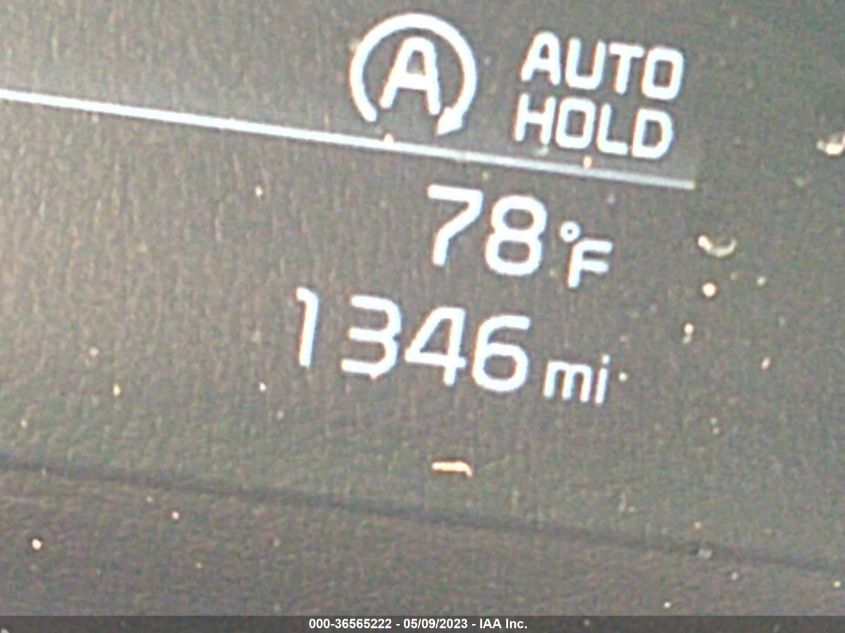 A AUTO
HOLD
78°F
1346 mi
000-36565222 - 05/09/2023 - IAA Inc.